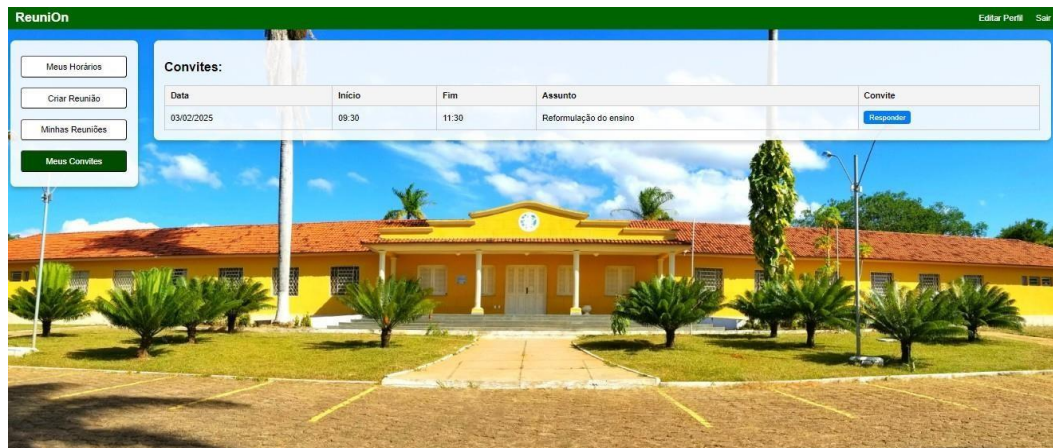 ReuniOn Editar Perfil Sair
Meus Horários
Criar Reunião
Minhas Reuniões
Meus Convites
Convites:
Data Início Fim Assunto Convite
03/02/2025 09:30 11:30 Reformulação do ensino Responder